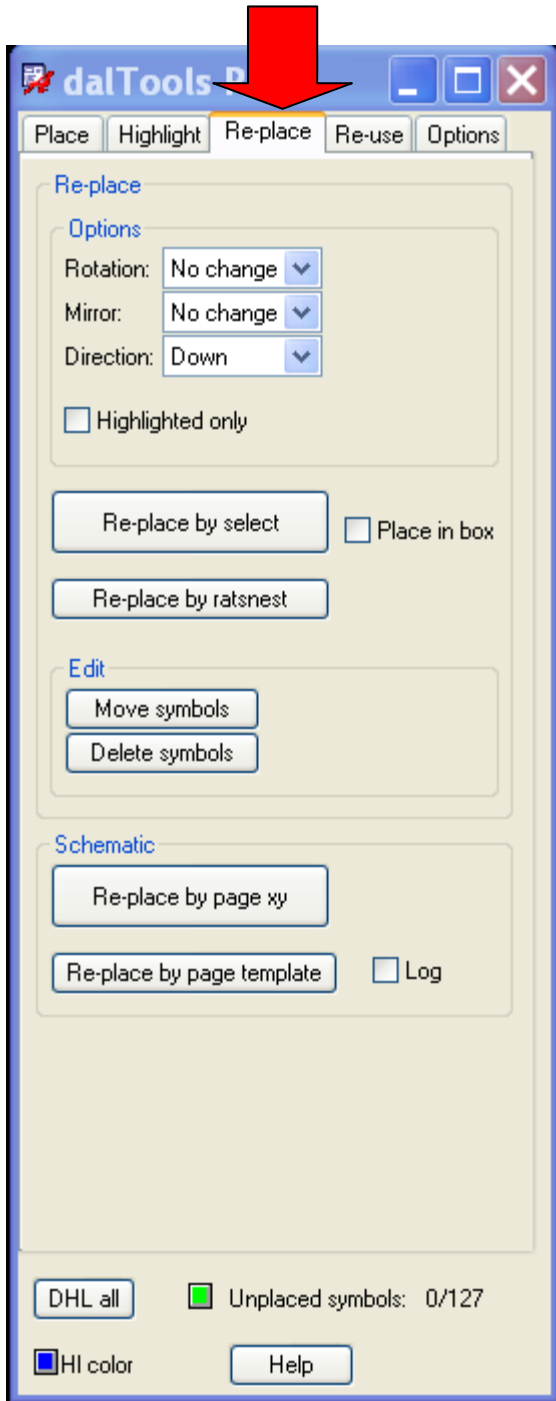 dalTools
Place Highlight Re-place Re-use Options
Re-place
Options
Rotation: No change
Mirror: No change
Direction: Down
Highlighted only
Re-place by select Place in box
Re-place by ratsnest
Edit
Move symbols
Delete symbols
Schematic
Re-place by page xy
Re-place by page template Log
DHL all Unplaced symbols: 0/127
HI color Help